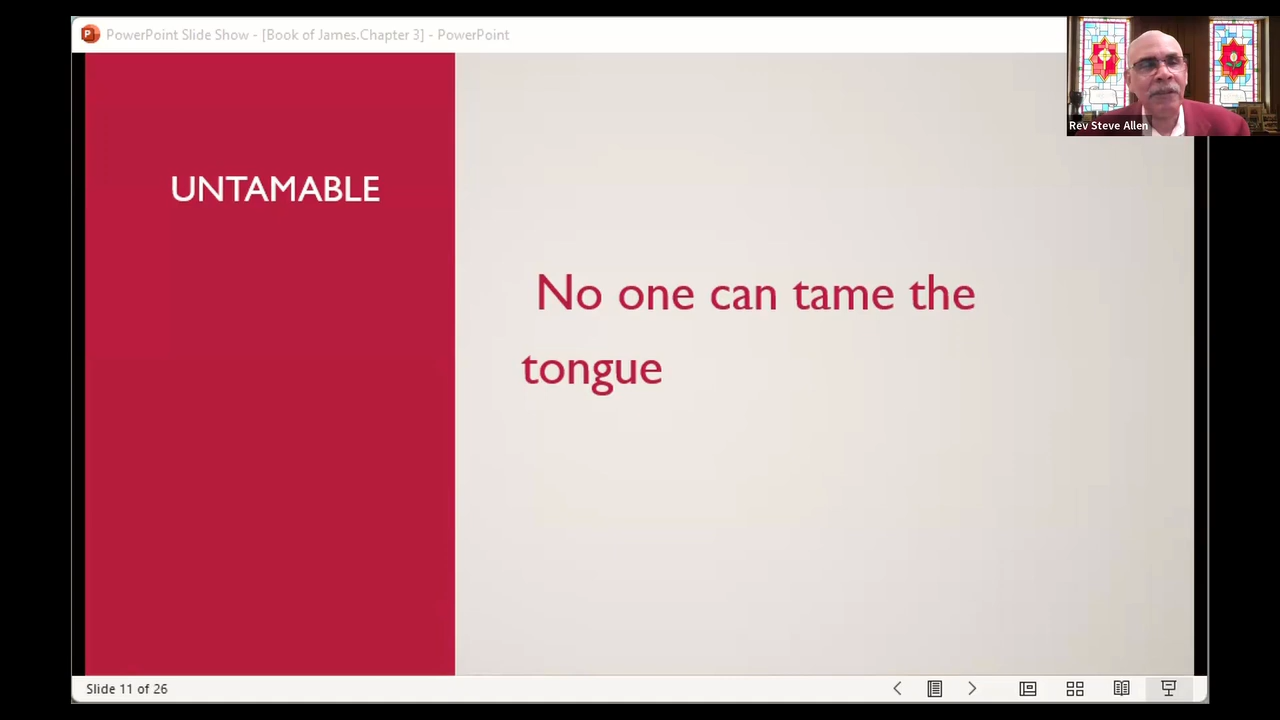 PowerPoint Slide Show - [Book of James.Chapter 3] - PowerPoint
Rev Steve Allen
UNTAMABLE
No one can tame the
tongue
Slide 11 of 26